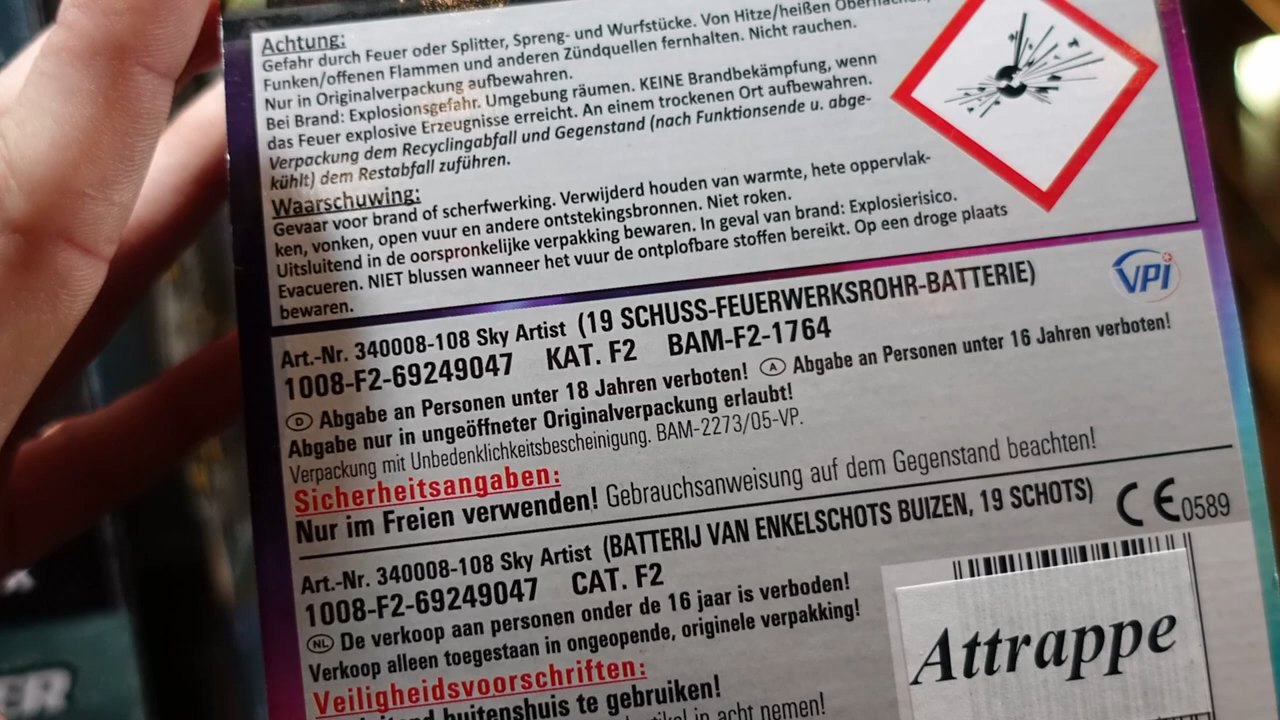 Achtung:
Gefahr durch Feuer oder Splitter, Spreng- und Wurfstücke. Von Hitze/heißen Oberflächen,
Funken/offenen Flammen und anderen Zündquellen fernhalten. Nicht rauchen.
Nur in Originalverpackung aufbewahren.
Bei Brand: Explosionsgefahr. Umgebung räumen. KEINE Brandbekämpfung, wenn
das Feuer explosive Erzeugnisse erreicht. An einem trockenen Ort aufbewahren.
Verpackung dem Recyclingabfall und Gegenstand (nach Funktionsende u. abge-
kühlt) dem Restabfall zuführen.
Waarschuwing:
Gevaar voor brand of scherfwerking. Verwijderd houden van warmte, hete oppervlak-
ken, vonken, open vuur en andere ontstekingsbronnen. Niet roken.
Uitsluitend in de oorspronkelijke verpakking bewaren. In geval van brand: Explosierisico.
Evacueren. NIET blussen wanneer het vuur de ontplofbare stoffen bereikt. Op een droge plaats
bewaren.
VPi
Art.-Nr. 340008-108 Sky Artist (19 SCHUSS-FEUERWERKSROHR-BATTERIE)
1008-F2-69249047 KAT. F2 BAM-F2-1764
D Abgabe an Personen unter 18 Jahren verboten! A Abgabe an Personen unter 16 Jahren verboten!
Abgabe nur in ungeöffneter Originalverpackung erlaubt!
Verpackung mit Unbedenklichkeitsbescheinigung. BAM-2273/05-VP.
Sicherheitsangaben:
Nur im Freien verwenden! Gebrauchsanweisung auf dem Gegenstand beachten!
Art.-Nr. 340008-108 Sky Artist (BATTERIJ VAN ENKELSCHOTS BUIZEN, 19 SCHOTS)
CE 0589
1008-F2-69249047 CAT. F2
NL De verkoop aan personen onder de 16 jaar is verboden!
Verkoop alleen toegestaan in ongeopende, originele verpakking!
Veiligheidsvoorschriften:
buitenshuis te gebruiken!
in acht nemen!
Attrappe
ER